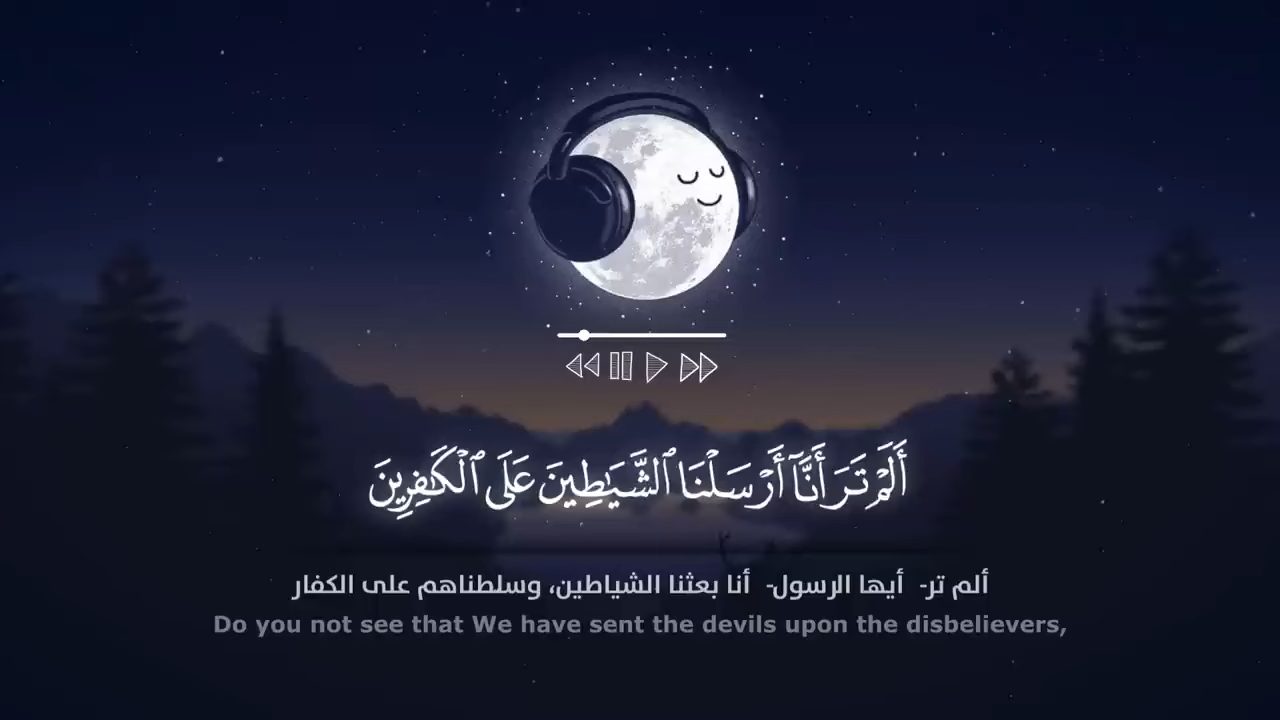 أَلَمْ تَرَ أَنَّآ أَرْسَلْنَا ٱلشَّيَـٰطِينَ عَلَى ٱلْكَـٰفِرِينَ
ألم تر- أيها الرسول- أنا بعثنا الشياطين، وسلطناهم على الكفار
Do you not see that We have sent the devils upon the disbelievers,